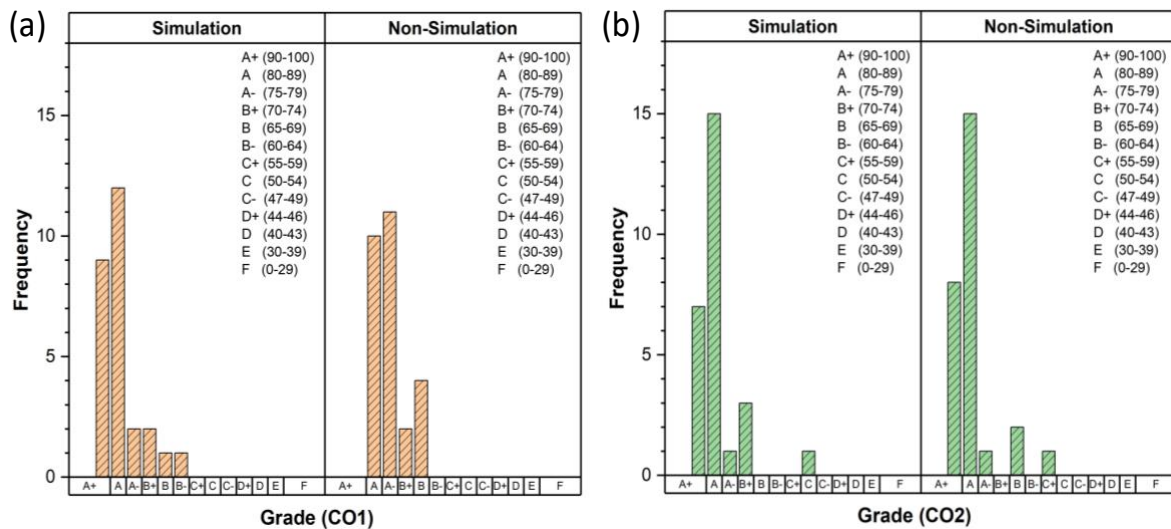 (a)
Simulation
Non-Simulation
A+ (90-100)
A (80-89)
A- (75-79)
B+ (70-74)
B (65-69)
B- (60-64)
C+ (55-59)
C (50-54)
C- (47-49)
D+ (44-46)
D (40-43)
E (30-39)
F (0-29)
A+ (90-100)
A (80-89)
A- (75-79)
B+ (70-74)
B (65-69)
B- (60-64)
C+ (55-59)
C (50-54)
C- (47-49)
D+ (44-46)
D (40-43)
E (30-39)
F (0-29)
Frequency
15
10
5
0
A+ A A- B+ B B- C+ C C- D+ D E F
A+ A A- B+ B B- C+ C C- D+ D E F
Grade (CO1)
(b)
Simulation
Non-Simulation
A+ (90-100)
A (80-89)
A- (75-79)
B+ (70-74)
B (65-69)
B- (60-64)
C+ (55-59)
C (50-54)
C- (47-49)
D+ (44-46)
D (40-43)
E (30-39)
F (0-29)
A+ (90-100)
A (80-89)
A- (75-79)
B+ (70-74)
B (65-69)
B- (60-64)
C+ (55-59)
C (50-54)
C- (47-49)
D+ (44-46)
D (40-43)
E (30-39)
F (0-29)
Frequency
15
10
5
0
A+ A A- B+ B B- C+ C C- D+ D E F
A+ A A- B+ B B- C+ C C- D+ D E F
Grade (CO2)